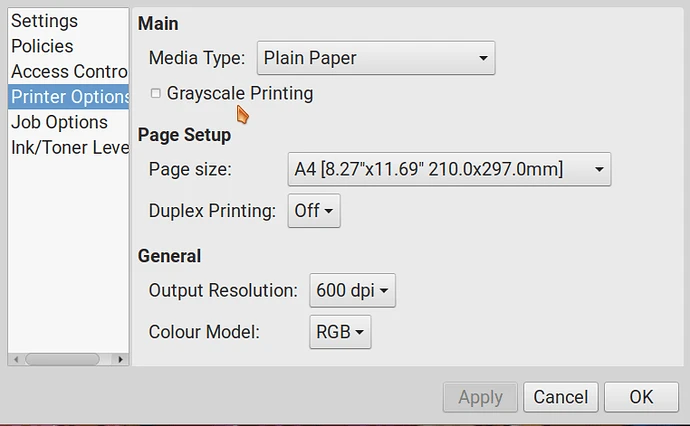 Settings
Policies
Access Contro
Printer Options
Job Options
Ink/Toner Leve
Main
Media Type: Plain Paper
Grayscale Printing
Page Setup
Page size: A4 [8.27"x11.69" 210.0x297.0mm]
Duplex Printing: Off
General
Output Resolution: 600 dpi
Colour Model: RGB
Apply Cancel OK